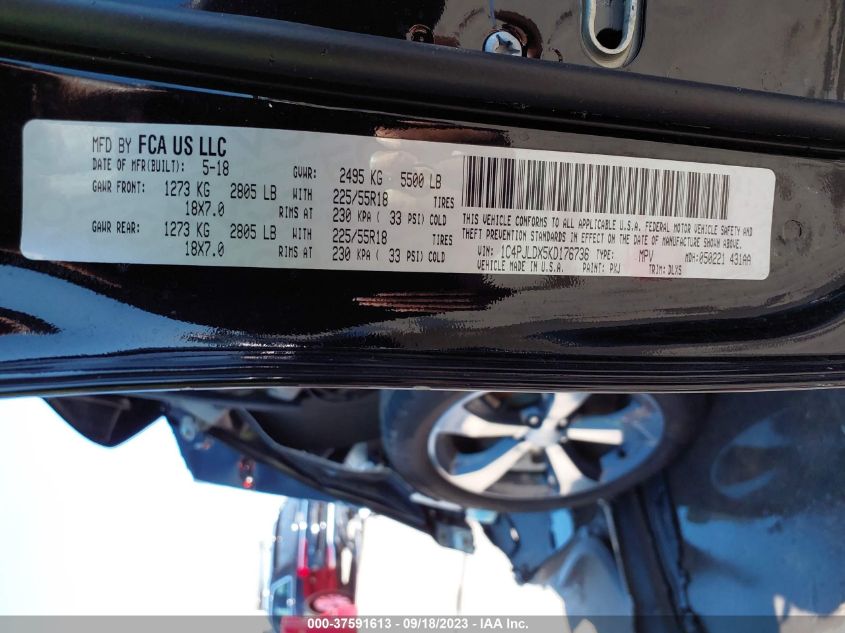 MFD BY FCA US LLC
DATE OF MFR(BUILT): 5-18 GVWR: 2495 KG 5500 LB
GAWR FRONT: 1273 KG 2805 LB WITH 225/55R18 TIRES
18X7.0 RIMS AT 230 KPA ( 33 PSI) COLD
GAWR REAR: 1273 KG 2805 LB WITH 225/55R18 TIRES
18X7.0 RIMS AT 230 KPA ( 33 PSI) COLD
THIS VEHICLE CONFORMS TO ALL APPLICABLE U.S.A. FEDERAL MOTOR VEHICLE SAFETY AND
THEFT PREVENTION STANDARDS IN EFFECT ON THE DATE OF MANUFACTURE SHOWN ABOVE.
VIN: 1C4PJLDX5KD176736 TYPE: MPV MDH: 050221 431AA
VEHICLE MADE IN U.S.A. PAINT: PXJ TRIM: DLXS
000-37591613 - 09/18/2023 - IAA Inc.